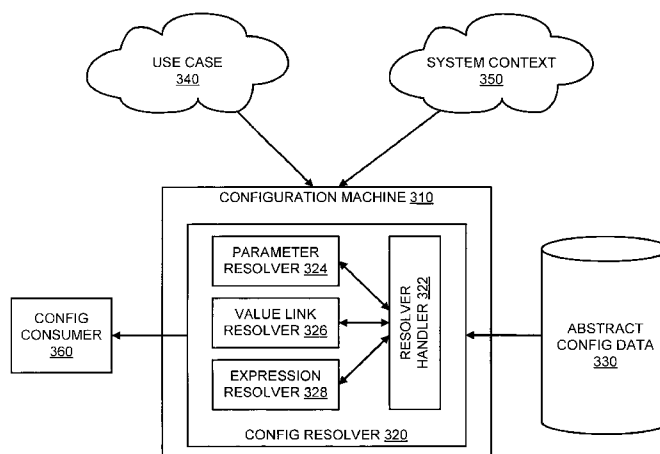 USE CASE
340
SYSTEM CONTEXT
350
CONFIGURATION MACHINE 310
PARAMETER
RESOLVER 324
VALUE LINK
RESOLVER 326
EXPRESSION
RESOLVER 328
RESOLVER
HANDLER 322
CONFIG RESOLVER 320
CONFIG
CONSUMER
360
ABSTRACT
CONFIG DATA
330